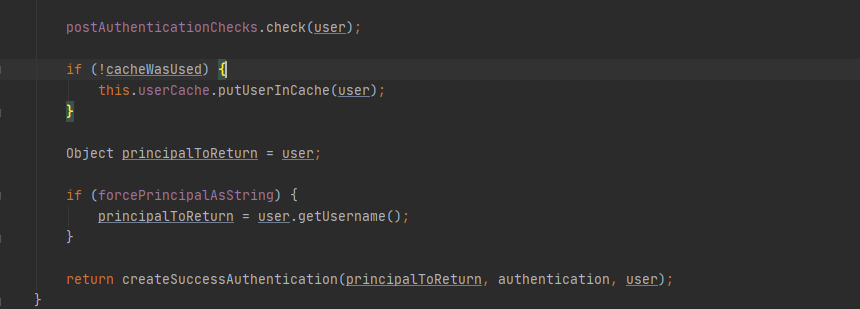 postAuthenticationChecks.check(user);
if (!cacheWasUsed) {
this.userCache.putUserInCache(user);
}
Object principalToReturn = user;
if (forcePrincipalAsString) {
principalToReturn = user.getUsername();
}
return createSuccessAuthentication(principalToReturn, authentication, user);
}